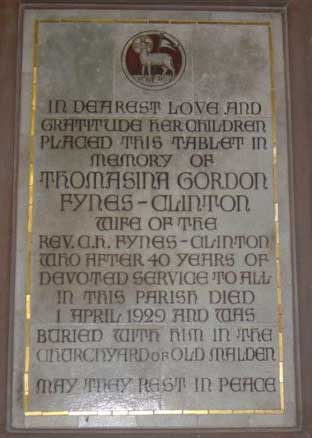 IN DEAREST LOVE AND
GRATITUDE HER CHILDREN
PLACED THIS TABLET IN
MEMORY OF
THOMASINA GORDON
FYNES-CLINTON
WIFE OF THE
REV. C.H. FYNES-CLINTON
WHO AFTER 40 YEARS OF
DEVOTED SERVICE TO ALL
IN THIS PARISH DIED
1 APRIL 1929 AND WAS
BURIED WITH HIM IN THE
CHURCHYARD OF OLD MALDEN
MAY THEY REST IN PEACE